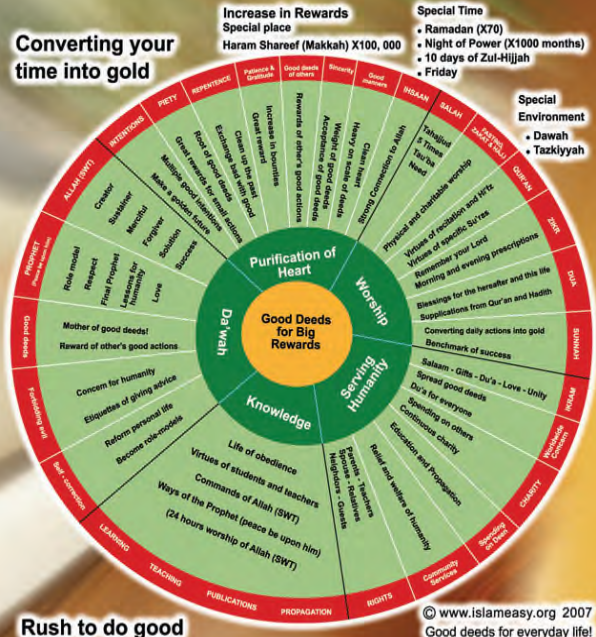 Converting your
time into gold
Increase in Rewards
Special place
Haram Shareef (Makkah) X100, 000
Special Time
• Ramadan (X70)
• Night of Power (X1000 months)
• 10 days of Zul-Hijjah
• Friday
Special
Environment
• Dawah
• Tazkiyyah
Good Deeds
for Big
Rewards
Purification of
Heart
Worship
Serving
Humanity
Knowledge
Da'wah
INTENTIONS
Make a golden future
Multiple good intentions
PIETY
Great rewards for small actions
Root of good deeds
REPENTENCE
Exchange bad with good
Clean up the past
Patience &
Gratitude
Great reward
Increase in bounties
Good deeds
of others
Rewards of other's good actions
Sincerity
Acceptance of good deeds
Weight of good deeds
Good
manners
Heavy on scale of deeds
Clean heart
IHSAAN
Strong Connection to Allah
SALAH
Tahajjud
5 Times
Tau'ba
Need
FASTING,
ZAKAT & HAJJ
Physical and charitable worship
QUR'AN
Virtues of recitation and Hi'fz
Virtues of specific Su'ras
ZIKR
Remember your Lord
Morning and evening prescriptions
DUA
Blessings for the hereafter and this life
Supplications from Qur'an and Hadith
SUNNAH
Converting daily actions into gold
Benchmark of success
IKRAM
Salaam - Gifts - Du'a - Love - Unity
Spread good deeds
Worldwide
Concern
Du'a for everyone
CHARITY
Spending on others
Continuous charity
Spending
on Deen
Education and Propagation
Community
Services
Relief and welfare of humanity
RIGHTS
Parents - Teachers
Spouse - Relatives
Neighdors - Guests
LEARNING
TEACHING
PUBLICATIONS
PROPAGATION
Life of obedience
Virtues of students and teachers
Commands of Allah (SWT)
Ways of the Prophet (peace be upon him)
(24 hours worship of Allah (SWT)
Self - correction
Reform personal life
Become role-models
Forbidding evil
Concern for humanity
Etiquettes of giving advice
Good deeds
Mother of good deeds!
Reward of other's good actions
PROPHET
(Peace be upon him)
Role model
Respect
Final Prophet
Lessons for
humanity
Love
ALLAH (SWT)
Creator
Sustainer
Merciful
Forgiver
Solution
Success
Rush to do good
© www.islameasy.org 2007
Good deeds for everyday life!